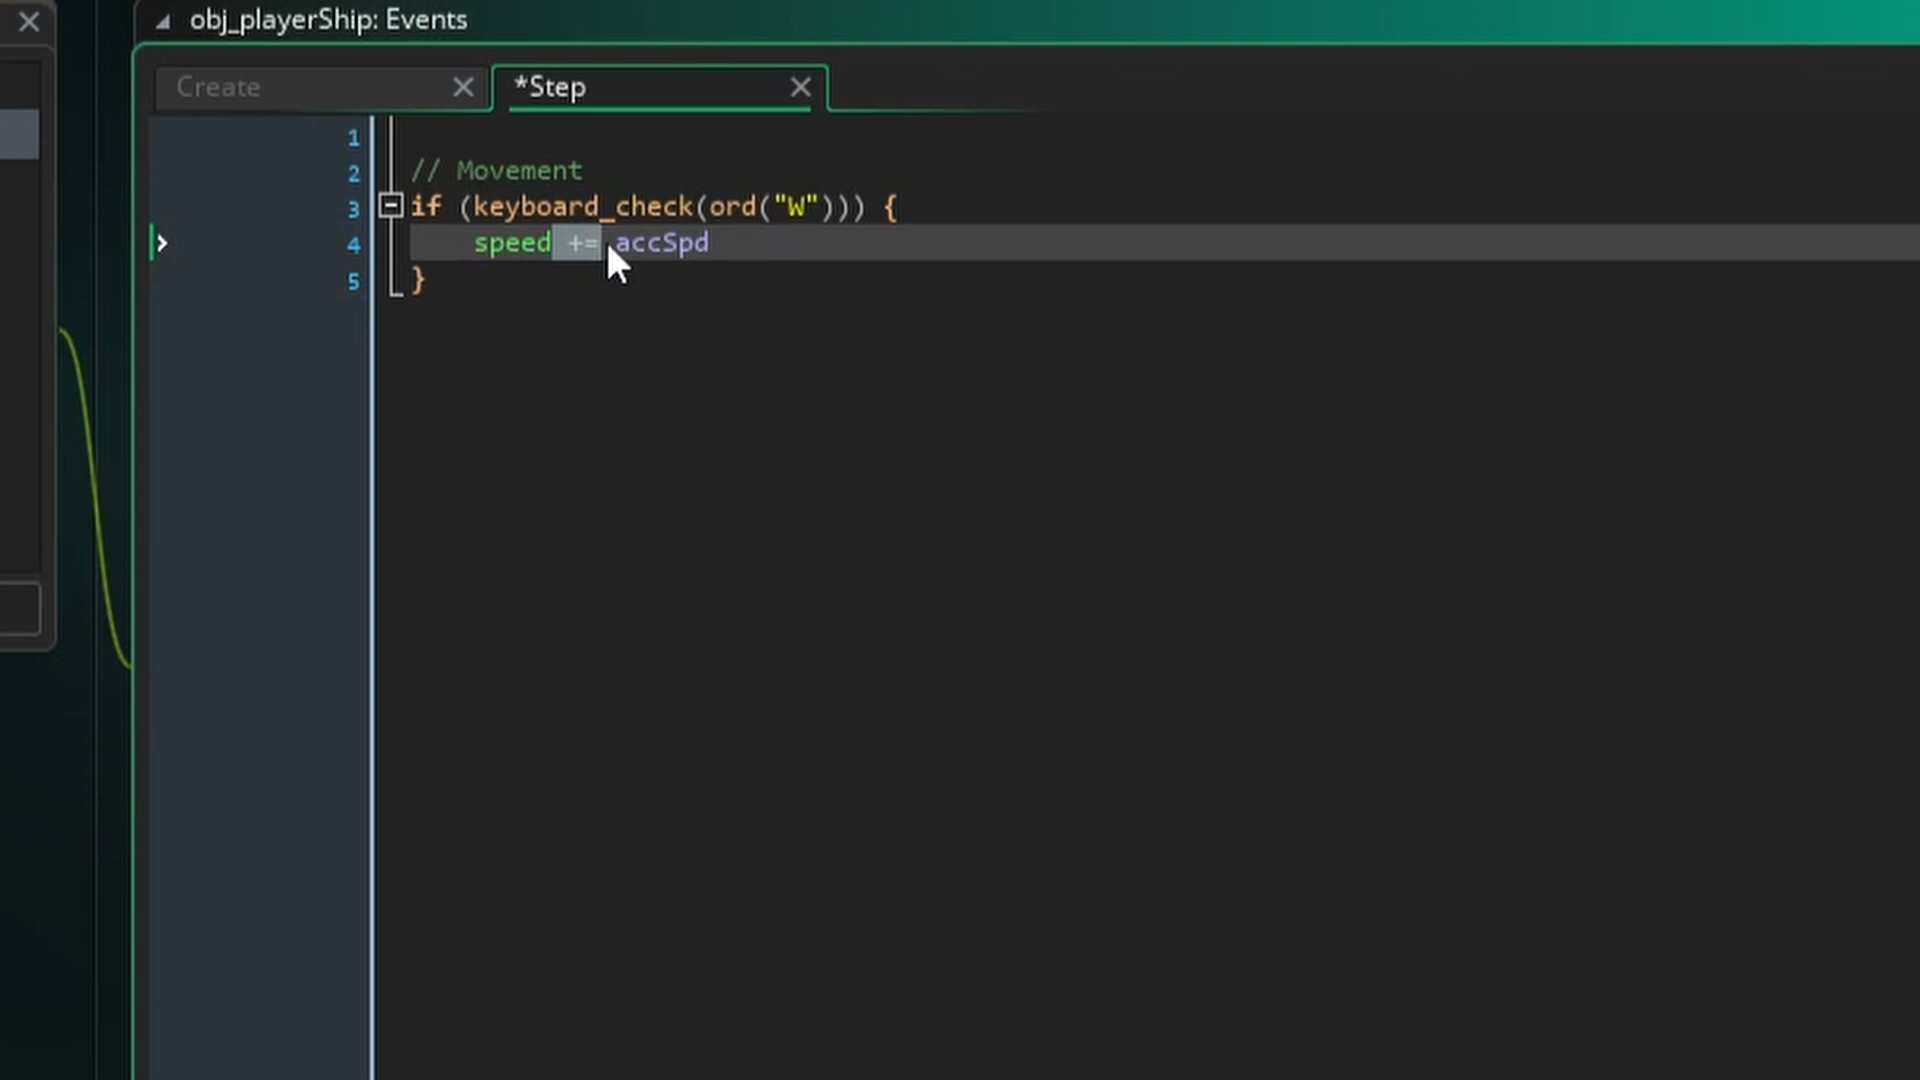 obj_playerShip: Events
Create
*Step
1
2 // Movement
3 if (keyboard_check(ord("W"))) {
4 speed += accSpd
5 }